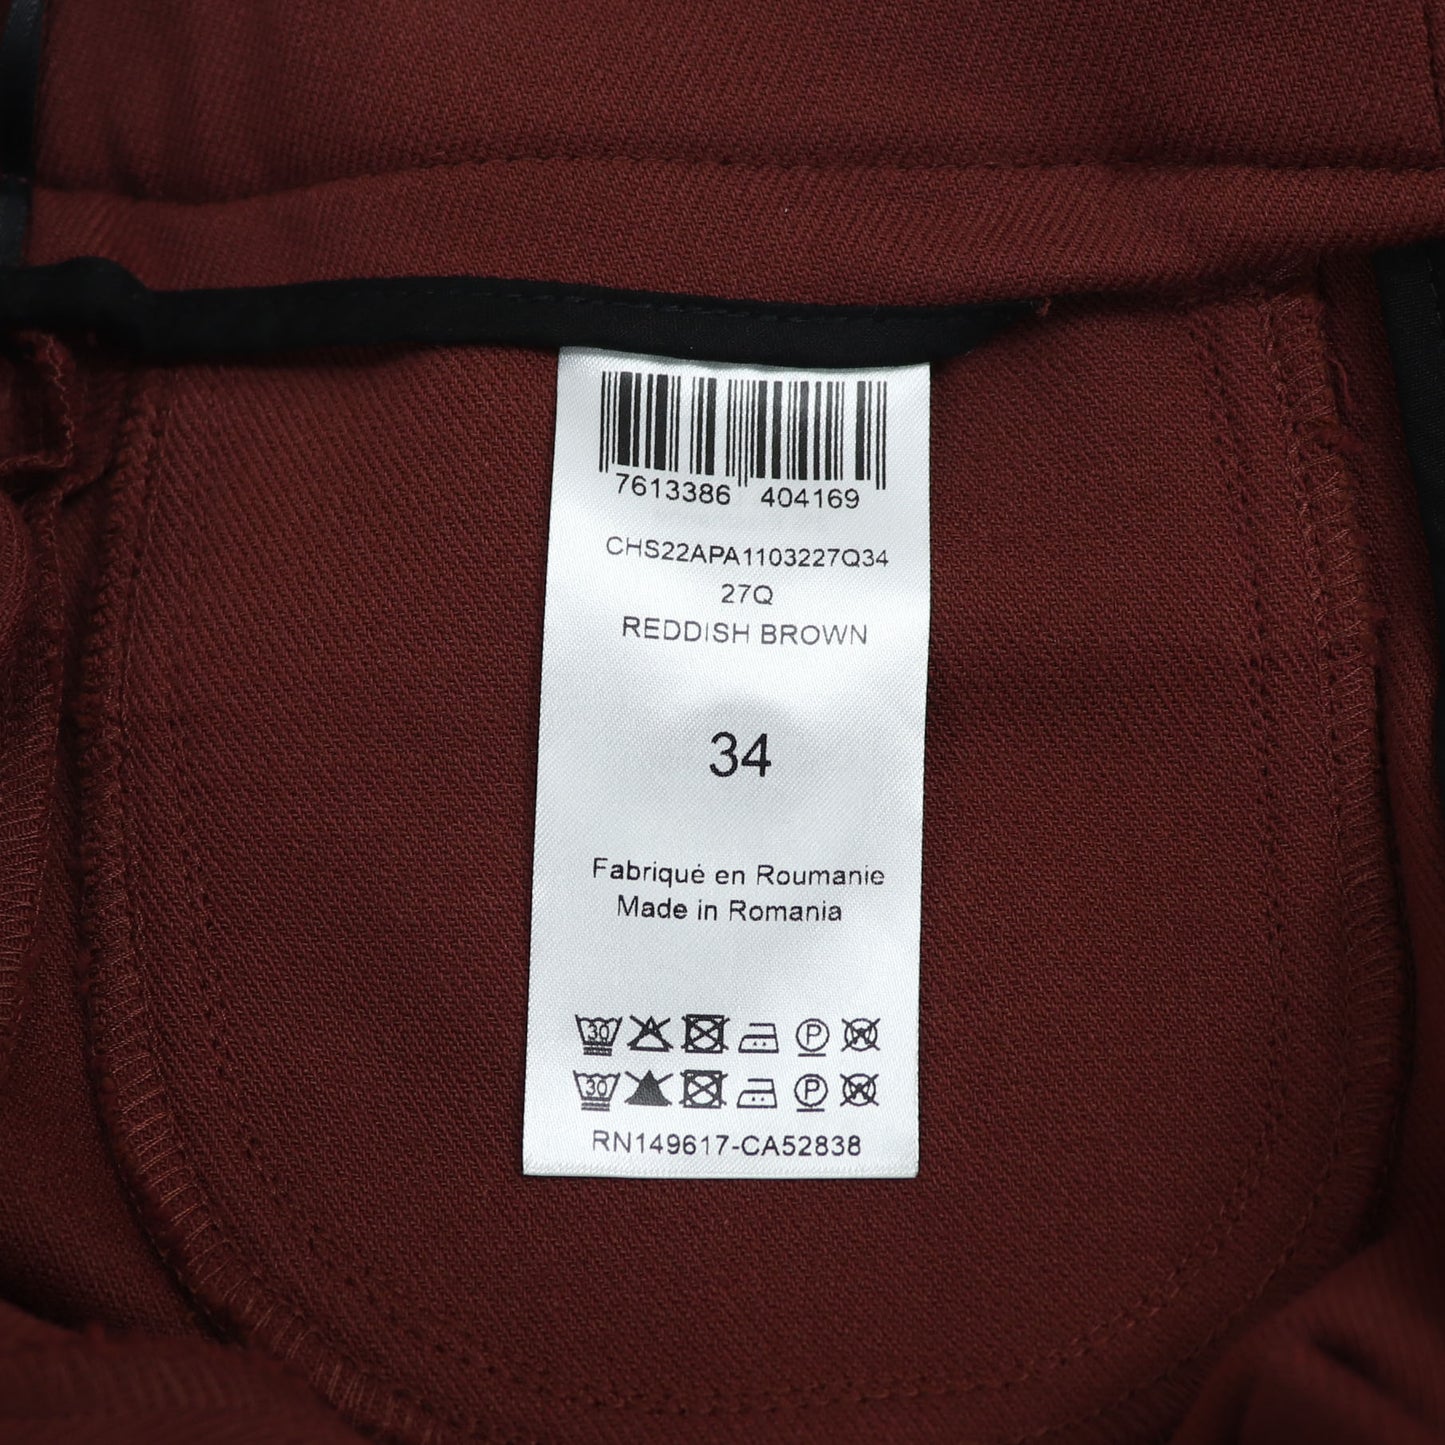 7613386 404169
CHS22APA1103227Q34
27Q
REDDISH BROWN
34
Fabriqué en Roumanie
Made in Romania
30 P W
30 P W
RN149617-CA52838